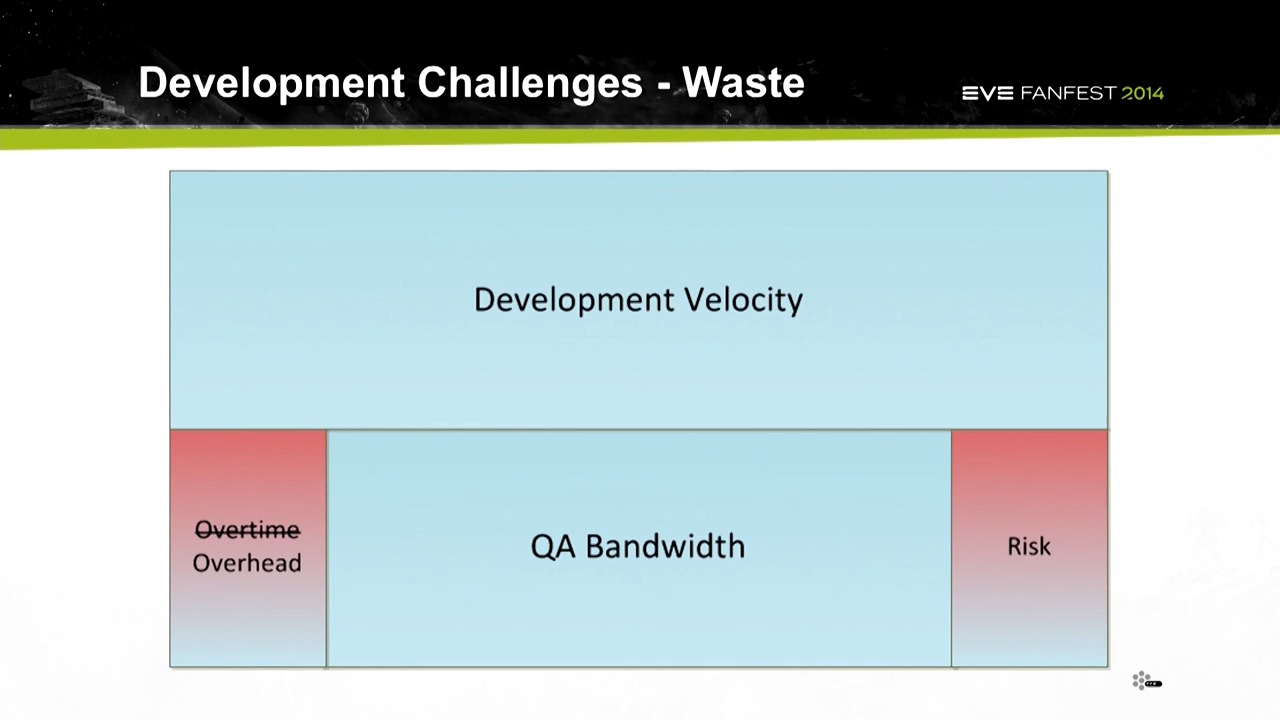 Development Challenges - Waste
EVE FANFEST 2014
Development Velocity
Overtime
Overhead
QA Bandwidth
Risk